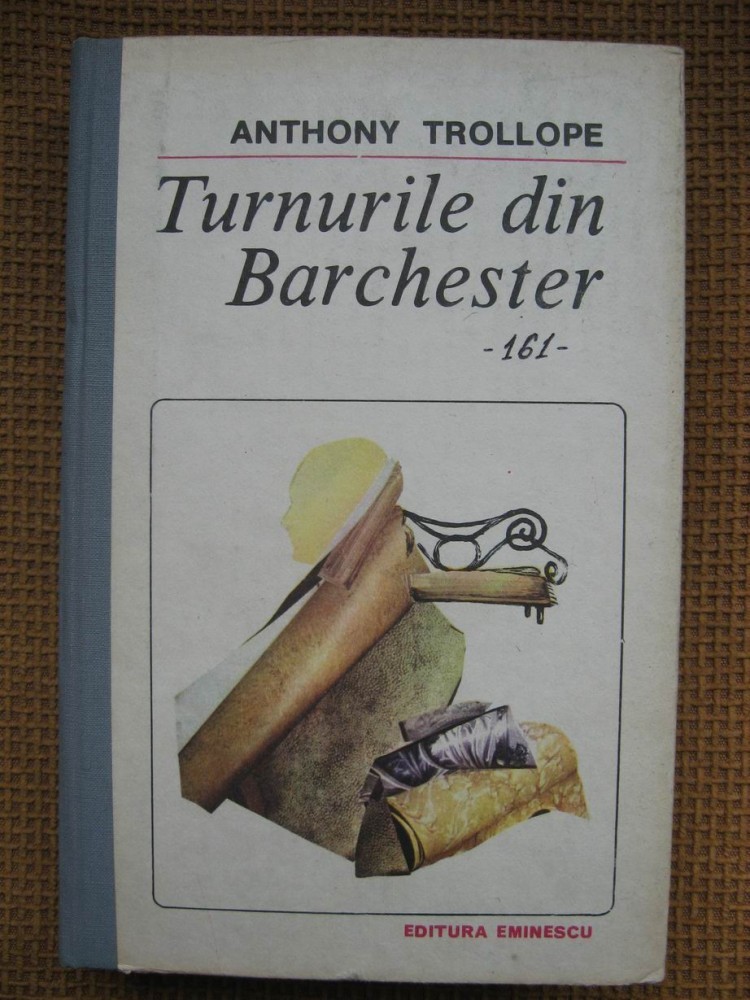 ANTHONY TROLLOPE
Turnurile din
Barchester
-161-
EDITURA EMINESCU